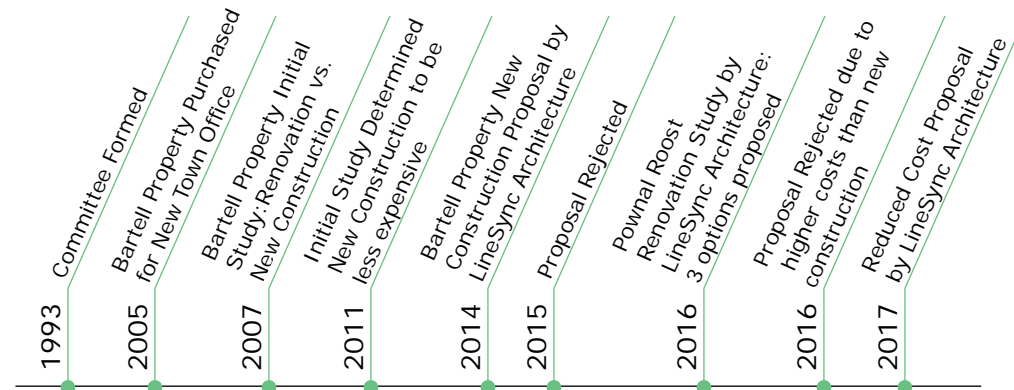 1993
Committee Formed
2005
Bartell Property Purchased
for New Town Office
2007
Bartell Property Initial
Study: Renovation vs.
New Construction
2011
Initial Study Determined
New Construction to be
less expensive
2014
Bartell Property New
Construction Proposal by
LineSync Architecture
2015
Proposal Rejected
2016
Pownal Roost
Renovation Study by
LineSync Architecture:
3 options proposed
2016
Proposal Rejected due to
higher costs than new
construction
2017
Reduced Cost Proposal
by LineSync Architecture